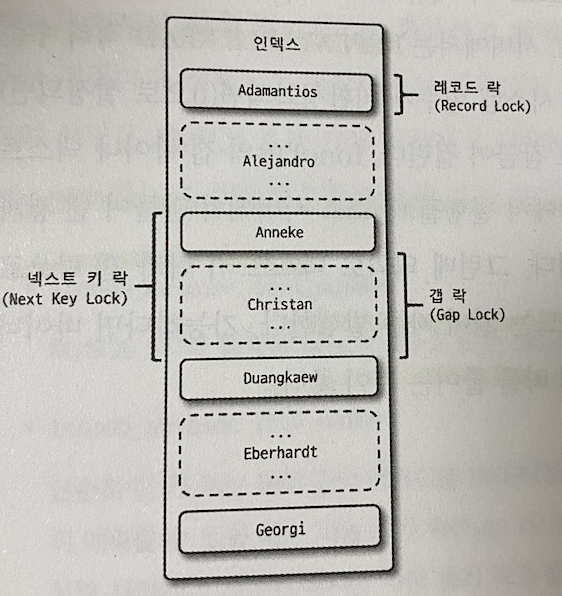 인덱스
Adamantios
레코드 락
(Record Lock)
...
Alejandro
...
Anneke
넥스트 키 락
(Next Key Lock)
...
Christan
...
갭 락
(Gap Lock)
Duangkaew
...
Eberhardt
...
Georgi